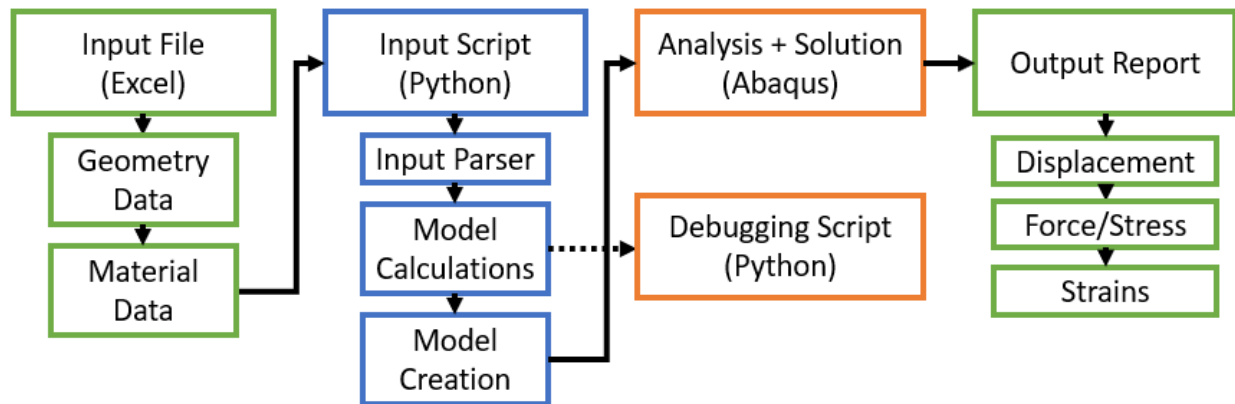 Input File
(Excel)
Geometry
Data
Material
Data
Input Script
(Python)
Input Parser
Model
Calculations
Model
Creation
Analysis + Solution
(Abaqus)
Debugging Script
(Python)
Output Report
Displacement
Force/Stress
Strains